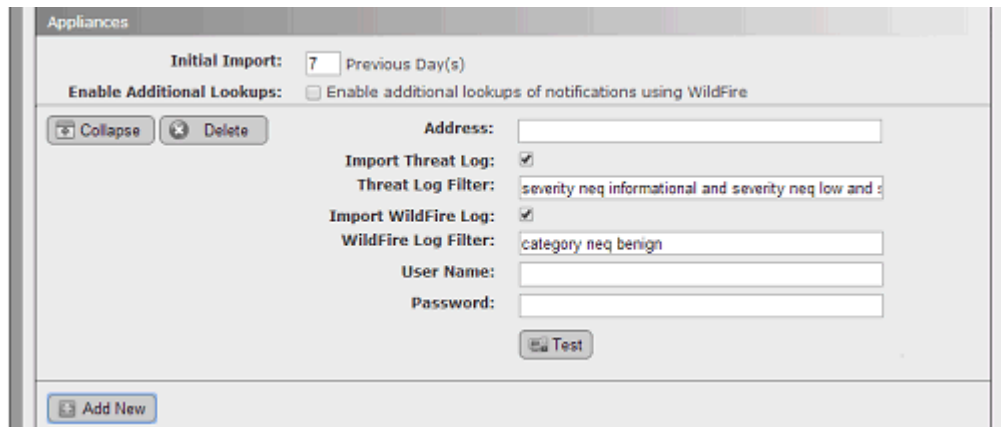 Appliances
Initial Import: 7 Previous Day(s)
Enable Additional Lookups: Enable additional lookups of notifications using WildFire
Collapse Delete Address:
Import Threat Log:
Threat Log Filter: severity neq informational and severity neq low and s
Import WildFire Log:
WildFire Log Filter: category neq benign
User Name:
Password:
Test
Add New